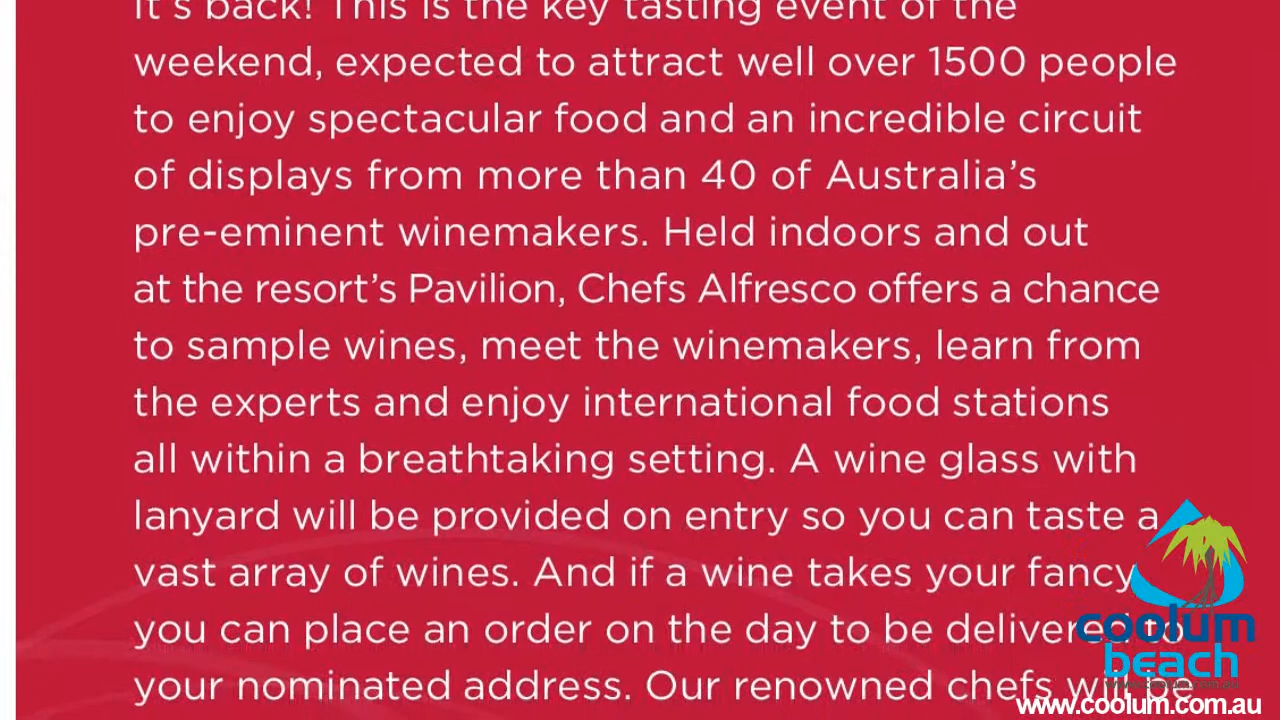 It's back! This is the key tasting event of the
weekend, expected to attract well over 1500 people
to enjoy spectacular food and an incredible circuit
of displays from more than 40 of Australia's
pre-eminent winemakers. Held indoors and out
at the resort's Pavilion, Chefs Alfresco offers a chance
to sample wines, meet the winemakers, learn from
the experts and enjoy international food stations
all within a breathtaking setting. A wine glass with
lanyard will be provided on entry so you can taste a
vast array of wines. And if a wine takes your fancy
you can place an order on the day to be delivered to
your nominated address. Our renowned chefs will be
coolum
beach
www.coolum.com.au